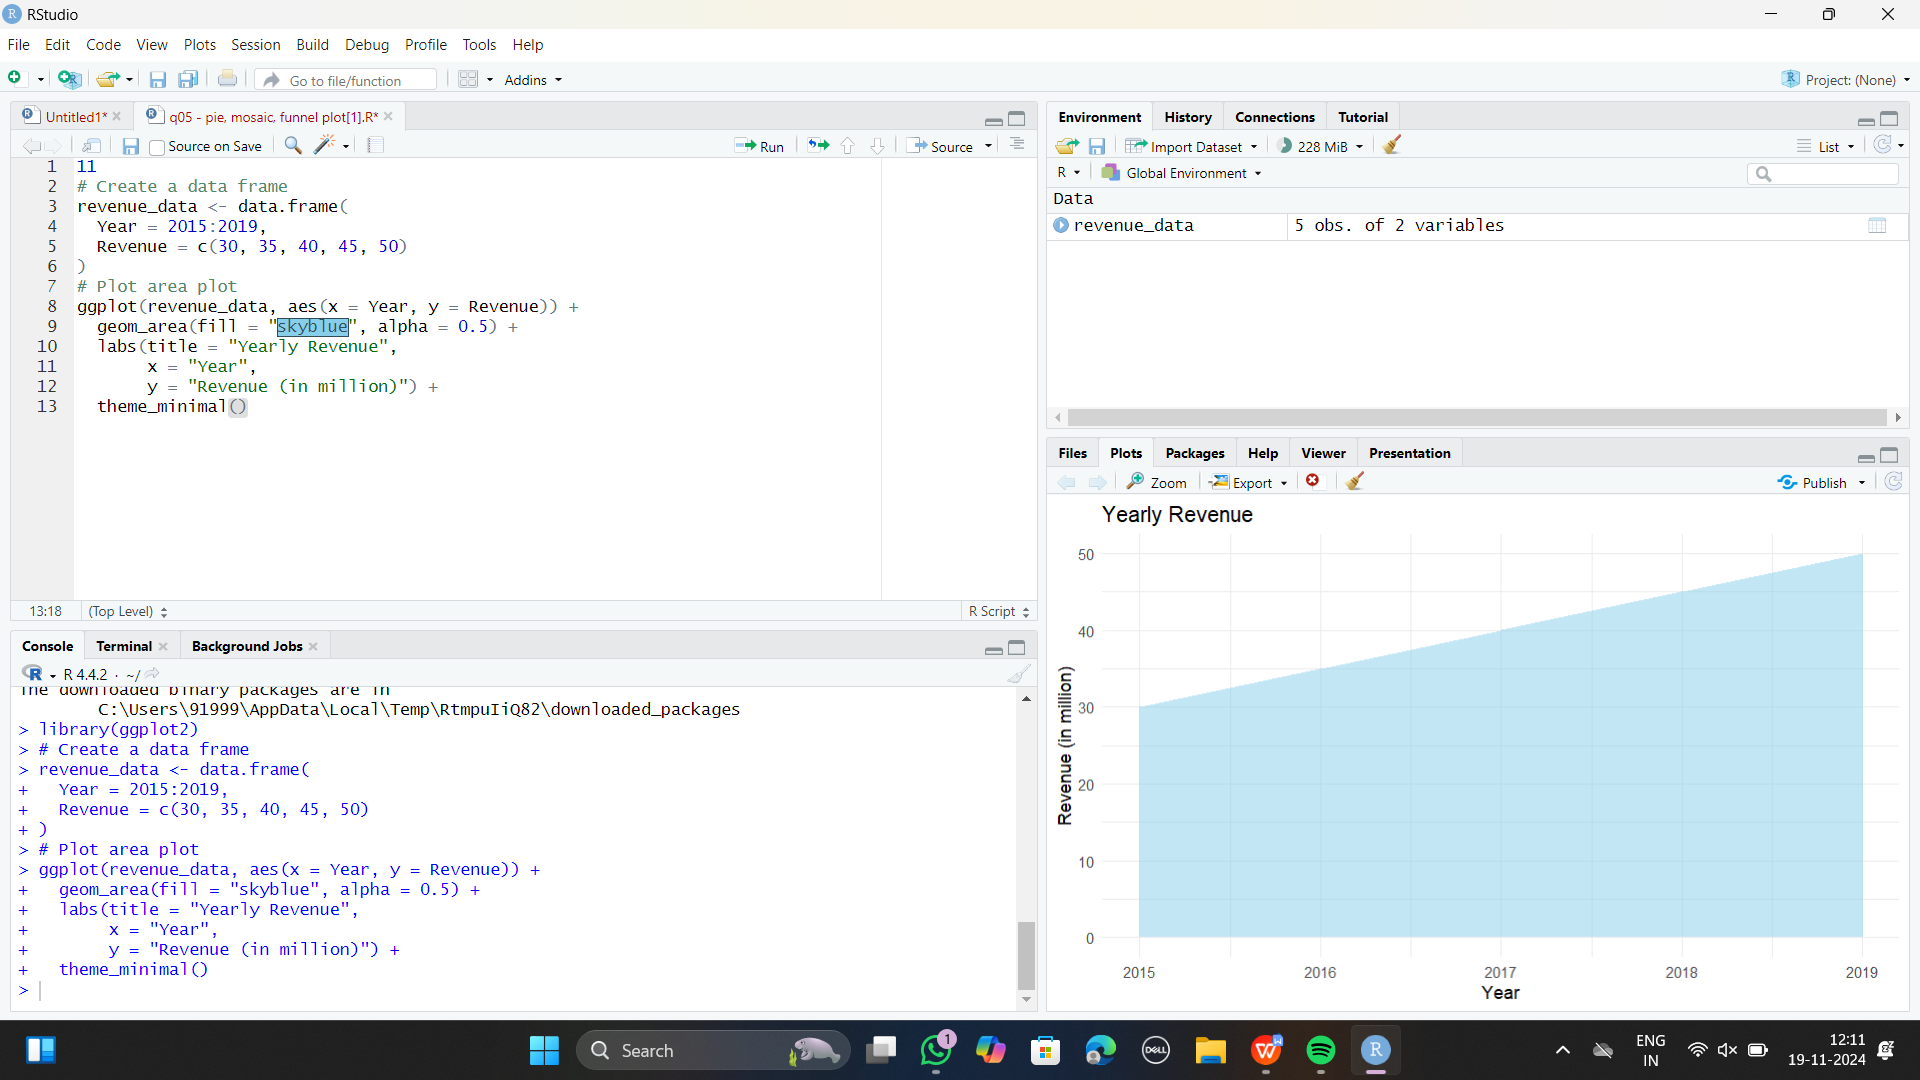 RStudio
File Edit Code View Plots Session Build Debug Profile Tools Help
Go to file/function Addins Project: (None)
Untitled1* q05 - pie, mosaic, funnel plot[1].R*
Source on Save Run Source
1 11
2 # Create a data frame
3 revenue_data <- data.frame(
4 Year = 2015:2019,
5 Revenue = c(30, 35, 40, 45, 50)
6 )
7 # Plot area plot
8 ggplot(revenue_data, aes(x = Year, y = Revenue)) +
9 geom_area(fill = "skyblue", alpha = 0.5) +
10 labs(title = "Yearly Revenue",
11 x = "Year",
12 y = "Revenue (in million)") +
13 theme_minimal()
13:18 (Top Level) R Script
Console Terminal Background Jobs
R 4.4.2 · ~/
The downloaded binary packages are in
C:\Users\91999\AppData\Local\Temp\RtmpuIiQ82\downloaded_packages
> library(ggplot2)
> # Create a data frame
> revenue_data <- data.frame(
+ Year = 2015:2019,
+ Revenue = c(30, 35, 40, 45, 50)
+ )
> # Plot area plot
> ggplot(revenue_data, aes(x = Year, y = Revenue)) +
+ geom_area(fill = "skyblue", alpha = 0.5) +
+ labs(title = "Yearly Revenue",
+ x = "Year",
+ y = "Revenue (in million)") +
+ theme_minimal()
>
Environment History Connections Tutorial
Import Dataset 228 MiB List
R Global Environment
Data
revenue_data 5 obs. of 2 variables
Files Plots Packages Help Viewer Presentation
Zoom Export Publish
Yearly Revenue
Revenue (in million)
50
40
30
20
10
0
2015 2016 2017 2018 2019
Year
Search
1
DELL
W
R
ENG
IN
12:11
19-11-2024